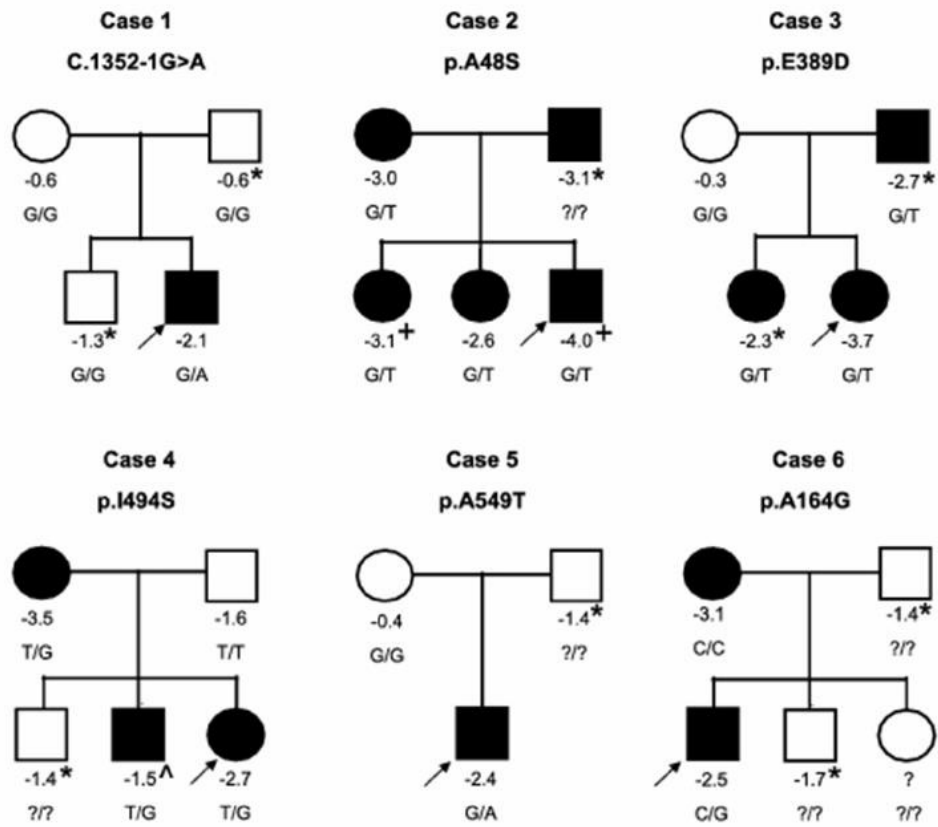 Case 1
C.1352-1G>A
-0.6
-0.6*
G/G
G/G
-1.3*
-2.1
G/G
G/A
Case 2
p.A48S
-3.0
-3.1*
G/T
?/?
-3.1+
-2.6
-4.0+
G/T
G/T
G/T
Case 3
p.E389D
-0.3
-2.7*
G/G
G/T
-2.3*
-3.7
G/T
G/T
Case 4
p.I494S
-3.5
-1.6
T/G
T/T
-1.4*
-1.5^
-2.7
?/?
T/G
T/G
Case 5
p.A549T
-0.4
-1.4*
G/G
?/?
-2.4
G/A
Case 6
p.A164G
-3.1
-1.4*
C/C
?/?
-2.5
-1.7*
?
C/G
?/?
?/?